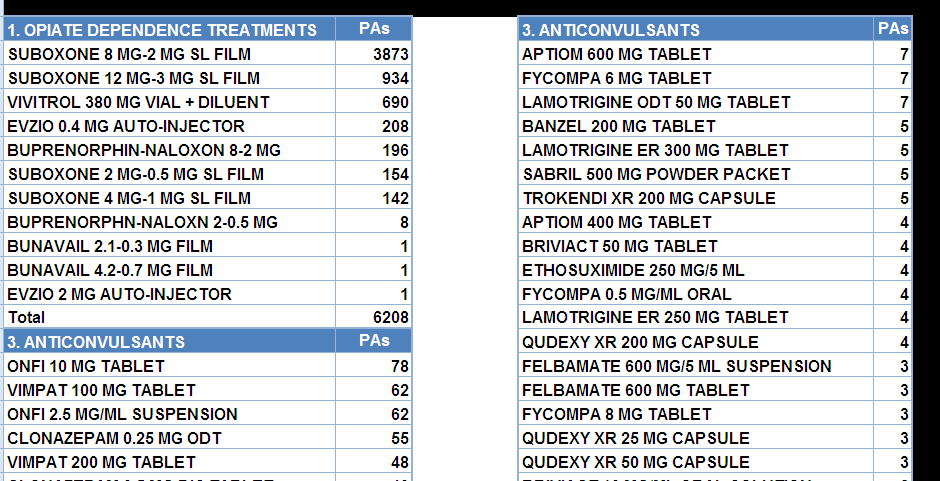 1. OPIATE DEPENDENCE TREATMENTS PAs
SUBOXONE 8 MG-2 MG SL FILM 3873
SUBOXONE 12 MG-3 MG SL FILM 934
VIVITROL 380 MG VIAL + DILUENT 690
EVZIO 0.4 MG AUTO-INJECTOR 208
BUPRENORPHIN-NALOXON 8-2 MG 196
SUBOXONE 2 MG-0.5 MG SL FILM 154
SUBOXONE 4 MG-1 MG SL FILM 142
BUPRENORPHN-NALOXN 2-0.5 MG 8
BUNAVAIL 2.1-0.3 MG FILM 1
BUNAVAIL 4.2-0.7 MG FILM 1
EVZIO 2 MG AUTO-INJECTOR 1
Total 6208
3. ANTICONVULSANTS PAs
ONFI 10 MG TABLET 78
VIMPAT 100 MG TABLET 62
ONFI 2.5 MG/ML SUSPENSION 62
CLONAZEPAM 0.25 MG ODT 55
VIMPAT 200 MG TABLET 48
3. ANTICONVULSANTS PAs
APTIOM 600 MG TABLET 7
FYCOMPA 6 MG TABLET 7
LAMOTRIGINE ODT 50 MG TABLET 7
BANZEL 200 MG TABLET 5
LAMOTRIGINE ER 300 MG TABLET 5
SABRIL 500 MG POWDER PACKET 5
TROKENDI XR 200 MG CAPSULE 5
APTIOM 400 MG TABLET 4
BRIVIACT 50 MG TABLET 4
ETHOSUXIMIDE 250 MG/5 ML 4
FYCOMPA 0.5 MG/ML ORAL 4
LAMOTRIGINE ER 250 MG TABLET 4
QUDEXY XR 200 MG CAPSULE 4
FELBAMATE 600 MG/5 ML SUSPENSION 3
FELBAMATE 600 MG TABLET 3
FYCOMPA 8 MG TABLET 3
QUDEXY XR 25 MG CAPSULE 3
QUDEXY XR 50 MG CAPSULE 3